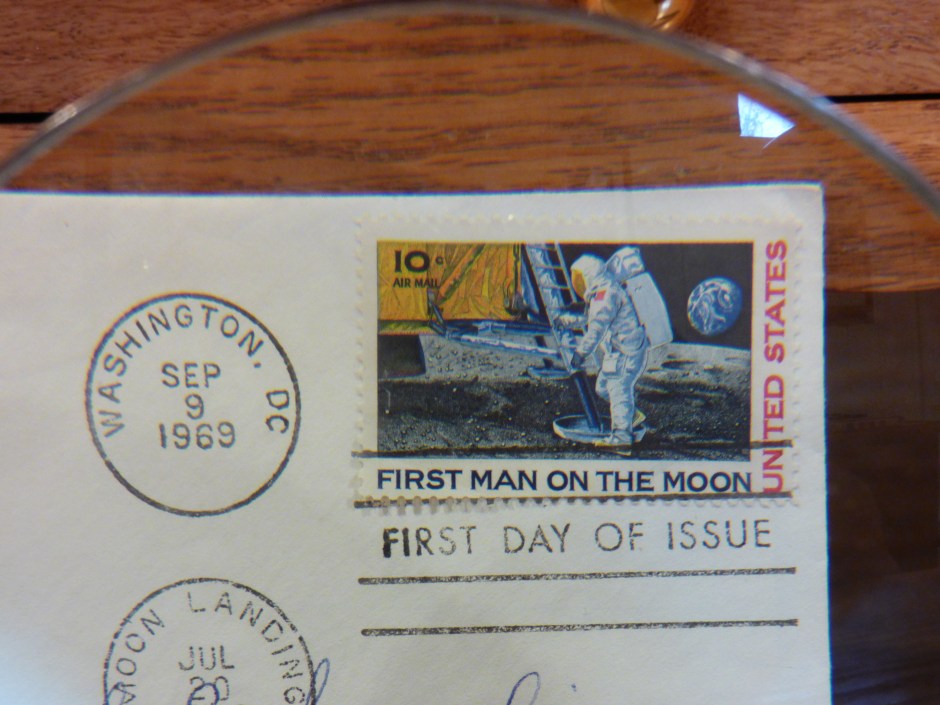 10c
AIR MAIL
UNITED STATES
FIRST MAN ON THE MOON
WASHINGTON, DC
SEP
9
1969
FIRST DAY OF ISSUE
MOON LANDING
JUL
20